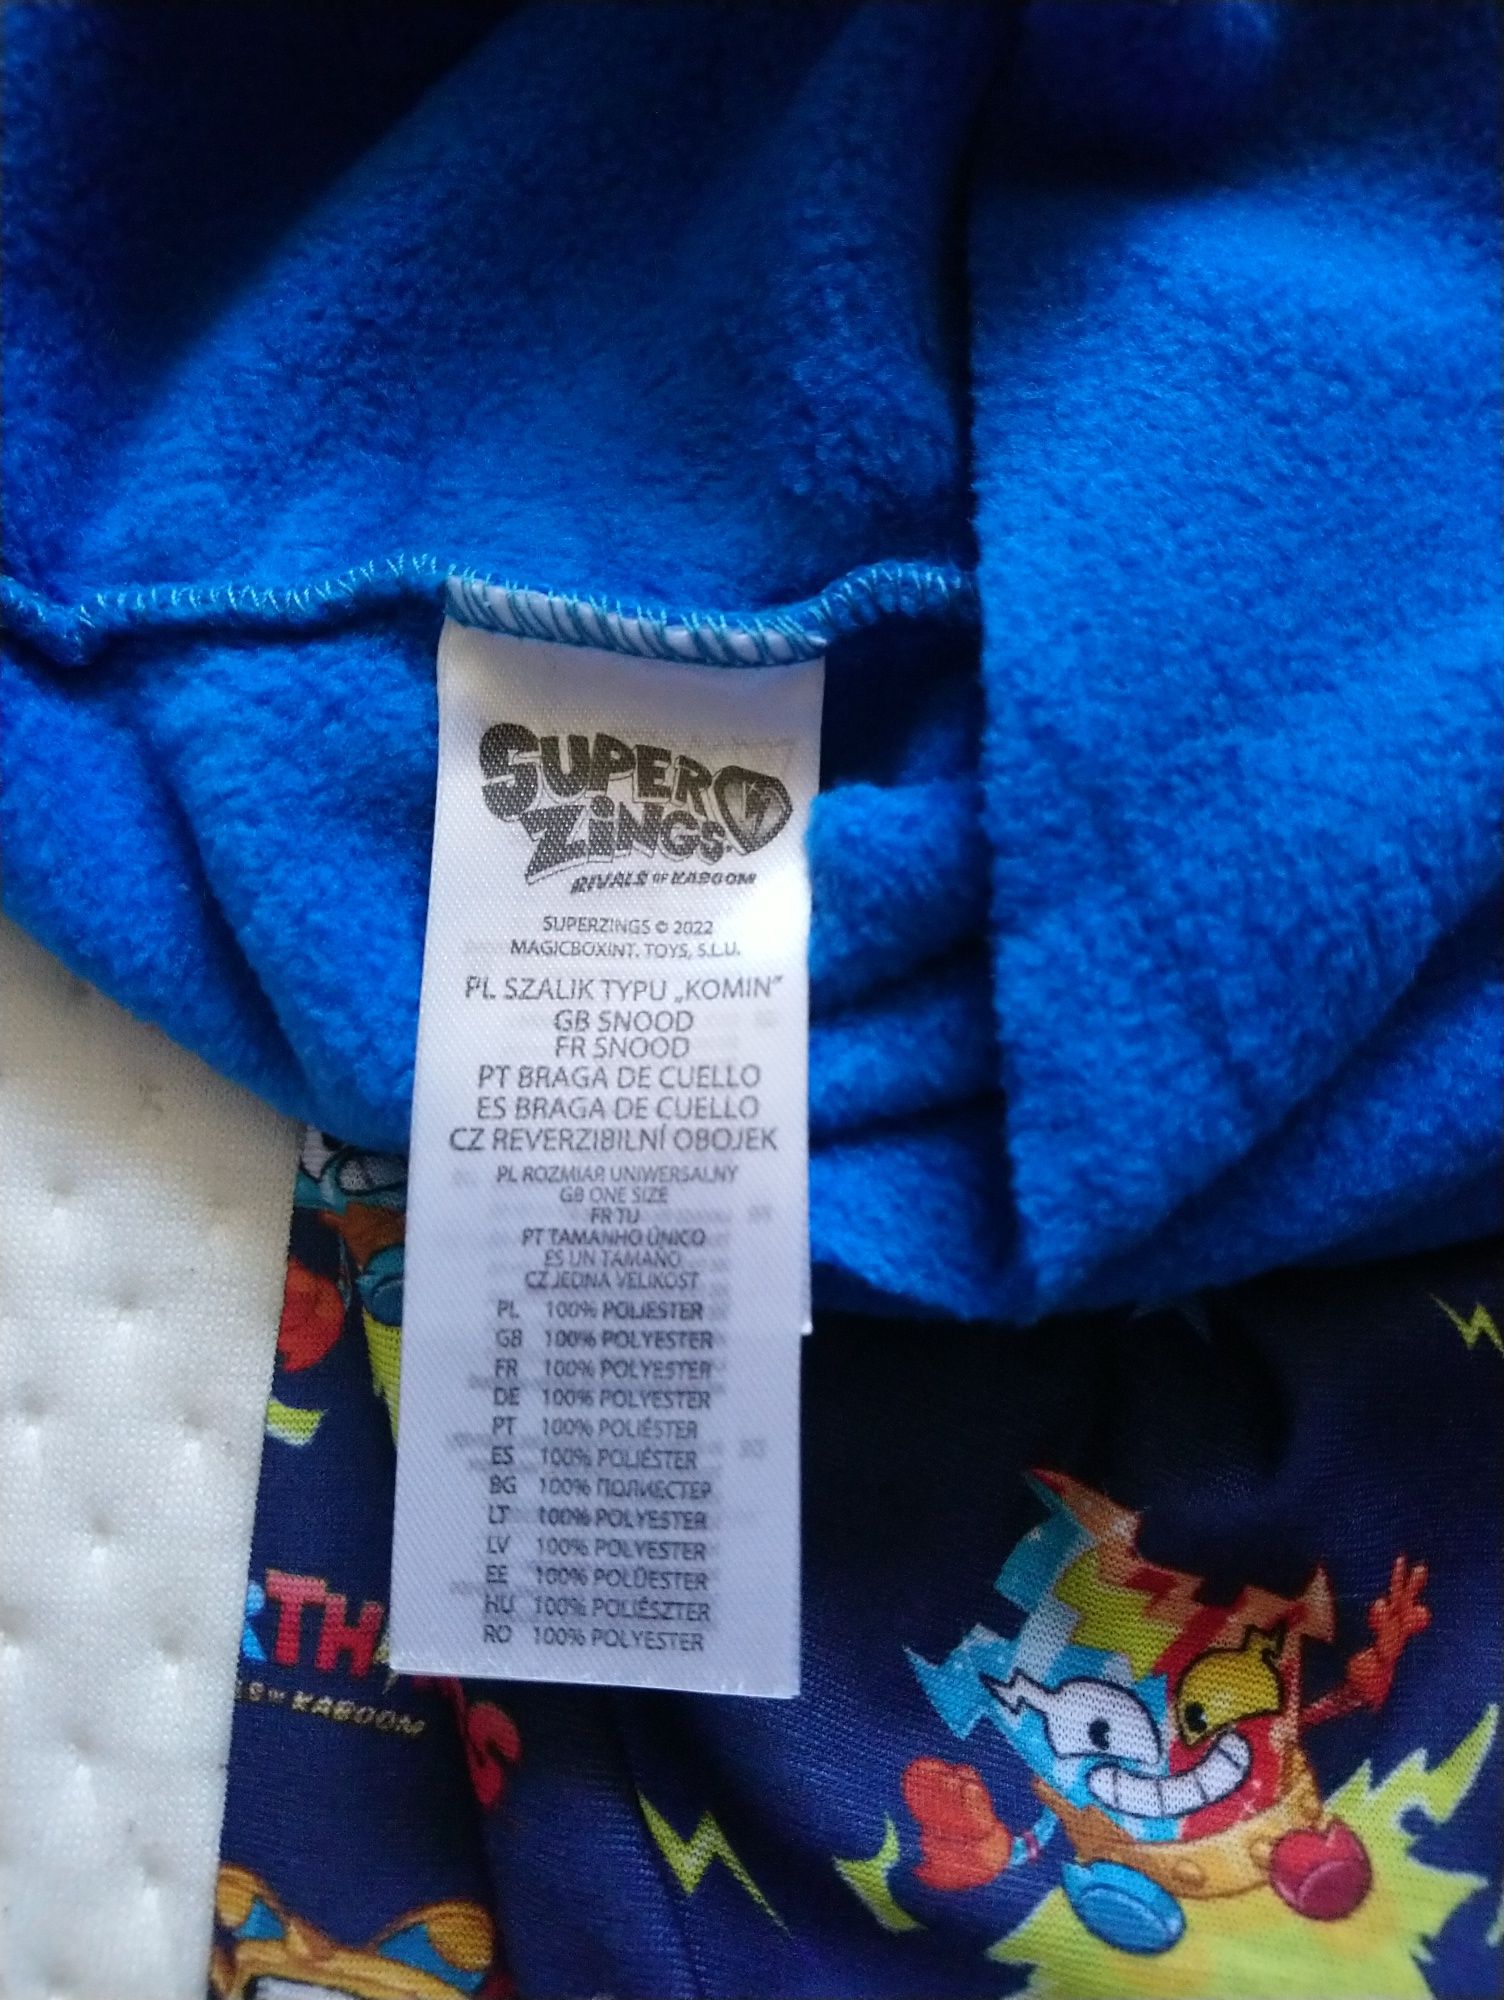 SUPER
ZINGS
RIVALS OF KABOOM
SUPERZINGS © 2022
MAGICBOXINT. TOYS, S.L.U.
PL SZALIK TYPU „KOMIN”
GB SNOOD
FR SNOOD
PT BRAGA DE CUELLO
ES BRAGA DE CUELLO
CZ REVERZIBILNÍ OBOJEK
PL ROZMIAR UNIWERSALNY
GB ONE SIZE
FR TU
PT TAMANHO ÚNICO
ES UN TAMAÑO
CZ JEDNA VELIKOST
PL 100% POLIESTER
GB 100% POLYESTER
FR 100% POLYESTER
DE 100% POLYESTER
PT 100% POLIÉSTER
ES 100% POLIÉSTER
BG 100% ПОЛИЕСТЕР
LT 100% POLYESTER
LV 100% POLYESTER
EE 100% POLÜESTER
HU 100% POLIÉSZTER
RO 100% POLYESTER
KABOOM